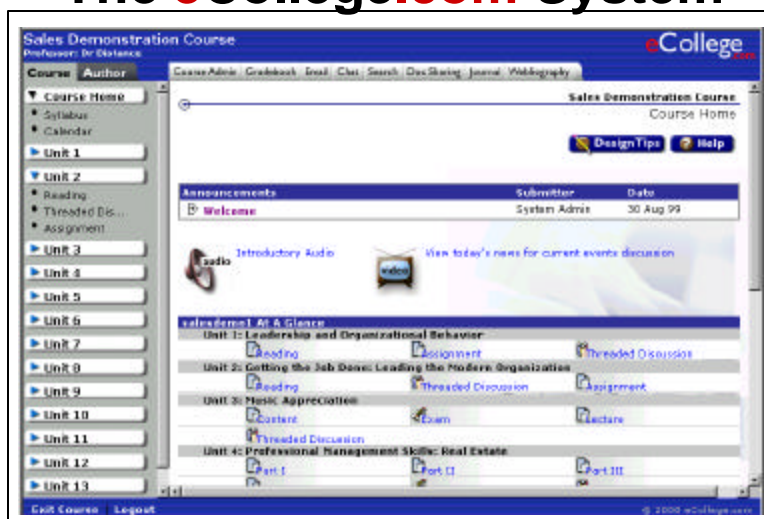 The eCollege.com System
Sales Demonstration Course
Professor: Dr Distance
eCollege.com
Course Author
Course Admin Gradebook Email Chat Search Doc Sharing Journal Webliography
Course Home
Syllabus
Calendar
Unit 1
Unit 2
Reading
Threaded Dis...
Assignment
Unit 3
Unit 4
Unit 5
Unit 6
Unit 7
Unit 8
Unit 9
Unit 10
Unit 11
Unit 12
Unit 13
Exit Course Logout
Sales Demonstration Course
Course Home
Design Tips Help
Announcements Submitter Date
Welcome System Admin 30 Aug 99
audio Introductory Audio
video View today's news for current events discussion
salesdemo1 At A Glance
Unit 1: Leadership and Organizational Behavior
Reading Assignment Threaded Discussion
Unit 2: Getting the Job Done: Leading the Modern Organization
Reading Threaded Discussion Assignment
Unit 3: Music Appreciation
Content Exam Lecture
Threaded Discussion
Unit 4: Professional Management Skills: Real Estate
Part I Part II Part III
© 2000 eCollege.com